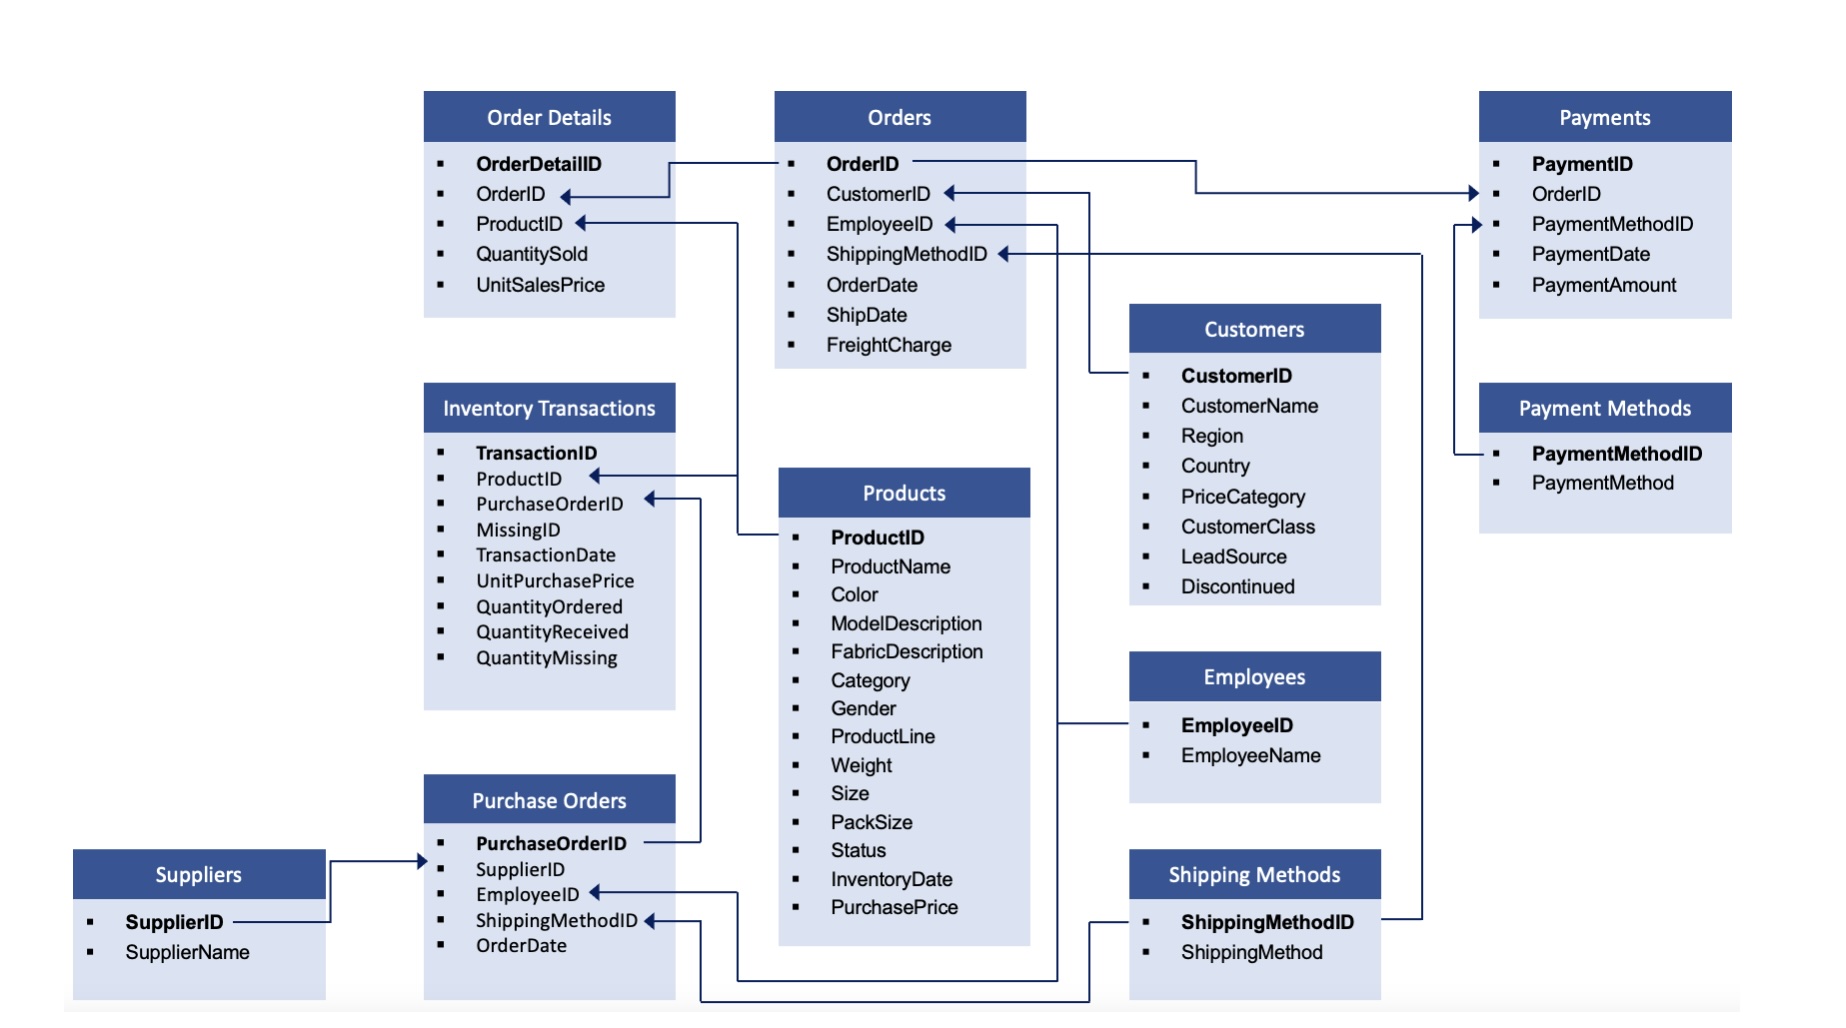 Order Details
OrderDetailID
OrderID
ProductID
QuantitySold
UnitSalesPrice
Orders
OrderID
CustomerID
EmployeeID
ShippingMethodID
OrderDate
ShipDate
FreightCharge
Payments
PaymentID
OrderID
PaymentMethodID
PaymentDate
PaymentAmount
Customers
CustomerID
CustomerName
Region
Country
PriceCategory
CustomerClass
LeadSource
Discontinued
Payment Methods
PaymentMethodID
PaymentMethod
Inventory Transactions
TransactionID
ProductID
PurchaseOrderID
MissingID
TransactionDate
UnitPurchasePrice
QuantityOrdered
QuantityReceived
QuantityMissing
Products
ProductID
ProductName
Color
ModelDescription
FabricDescription
Category
Gender
ProductLine
Weight
Size
PackSize
Status
InventoryDate
PurchasePrice
Employees
EmployeeID
EmployeeName
Purchase Orders
PurchaseOrderID
SupplierID
EmployeeID
ShippingMethodID
OrderDate
Suppliers
SupplierID
SupplierName
Shipping Methods
ShippingMethodID
ShippingMethod